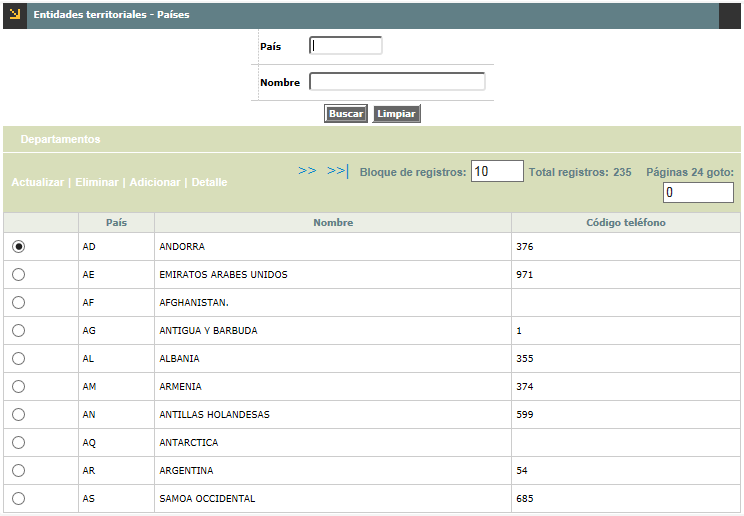 Entidades territoriales - Países
País
Nombre
Buscar Limpiar
Departamentos
Actualizar | Eliminar | Adicionar | Detalle >> >>| Bloque de registros: 10 Total registros: 235 Páginas 24 goto:
0
País Nombre Código teléfono
AD ANDORRA 376
AE EMIRATOS ARABES UNIDOS 971
AF AFGHANISTAN.
AG ANTIGUA Y BARBUDA 1
AL ALBANIA 355
AM ARMENIA 374
AN ANTILLAS HOLANDESAS 599
AQ ANTARCTICA
AR ARGENTINA 54
AS SAMOA OCCIDENTAL 685